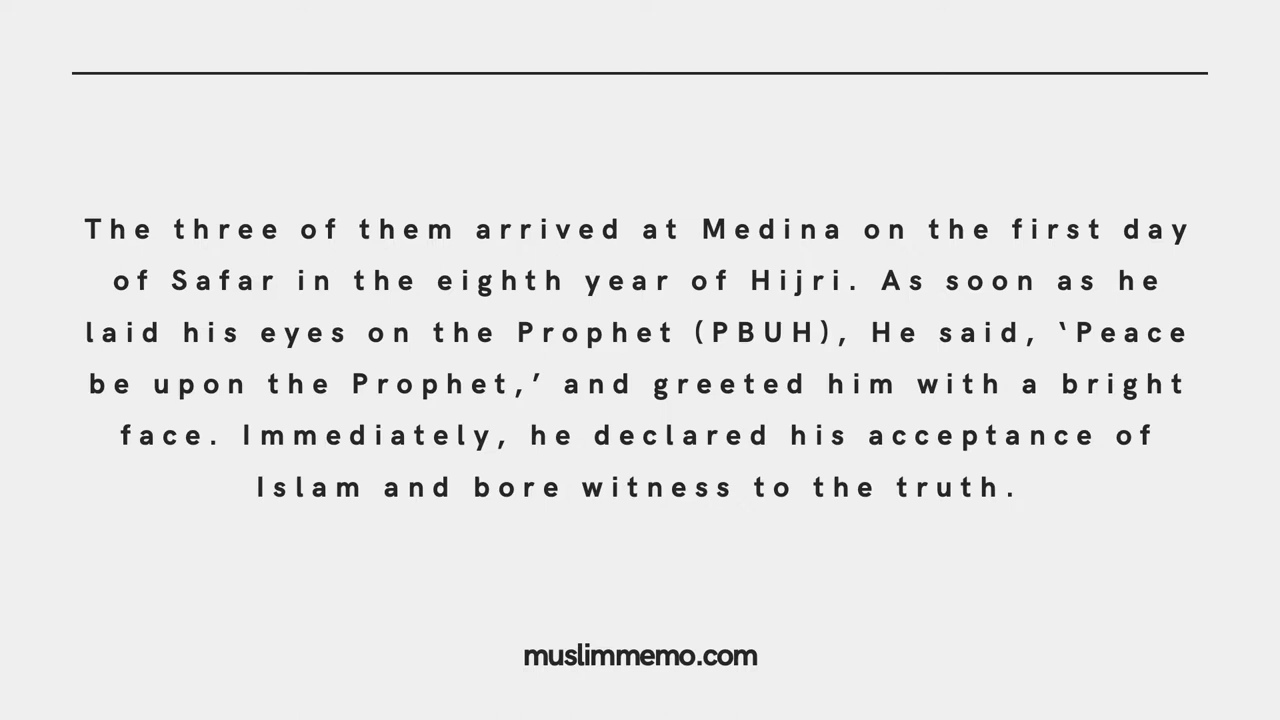 The three of them arrived at Medina on the first day
of Safar in the eighth year of Hijri. As soon as he
laid his eyes on the Prophet (PBUH), He said, ‘Peace
be upon the Prophet,’ and greeted him with a bright
face. Immediately, he declared his acceptance of
Islam and bore witness to the truth.
muslimmemo.com